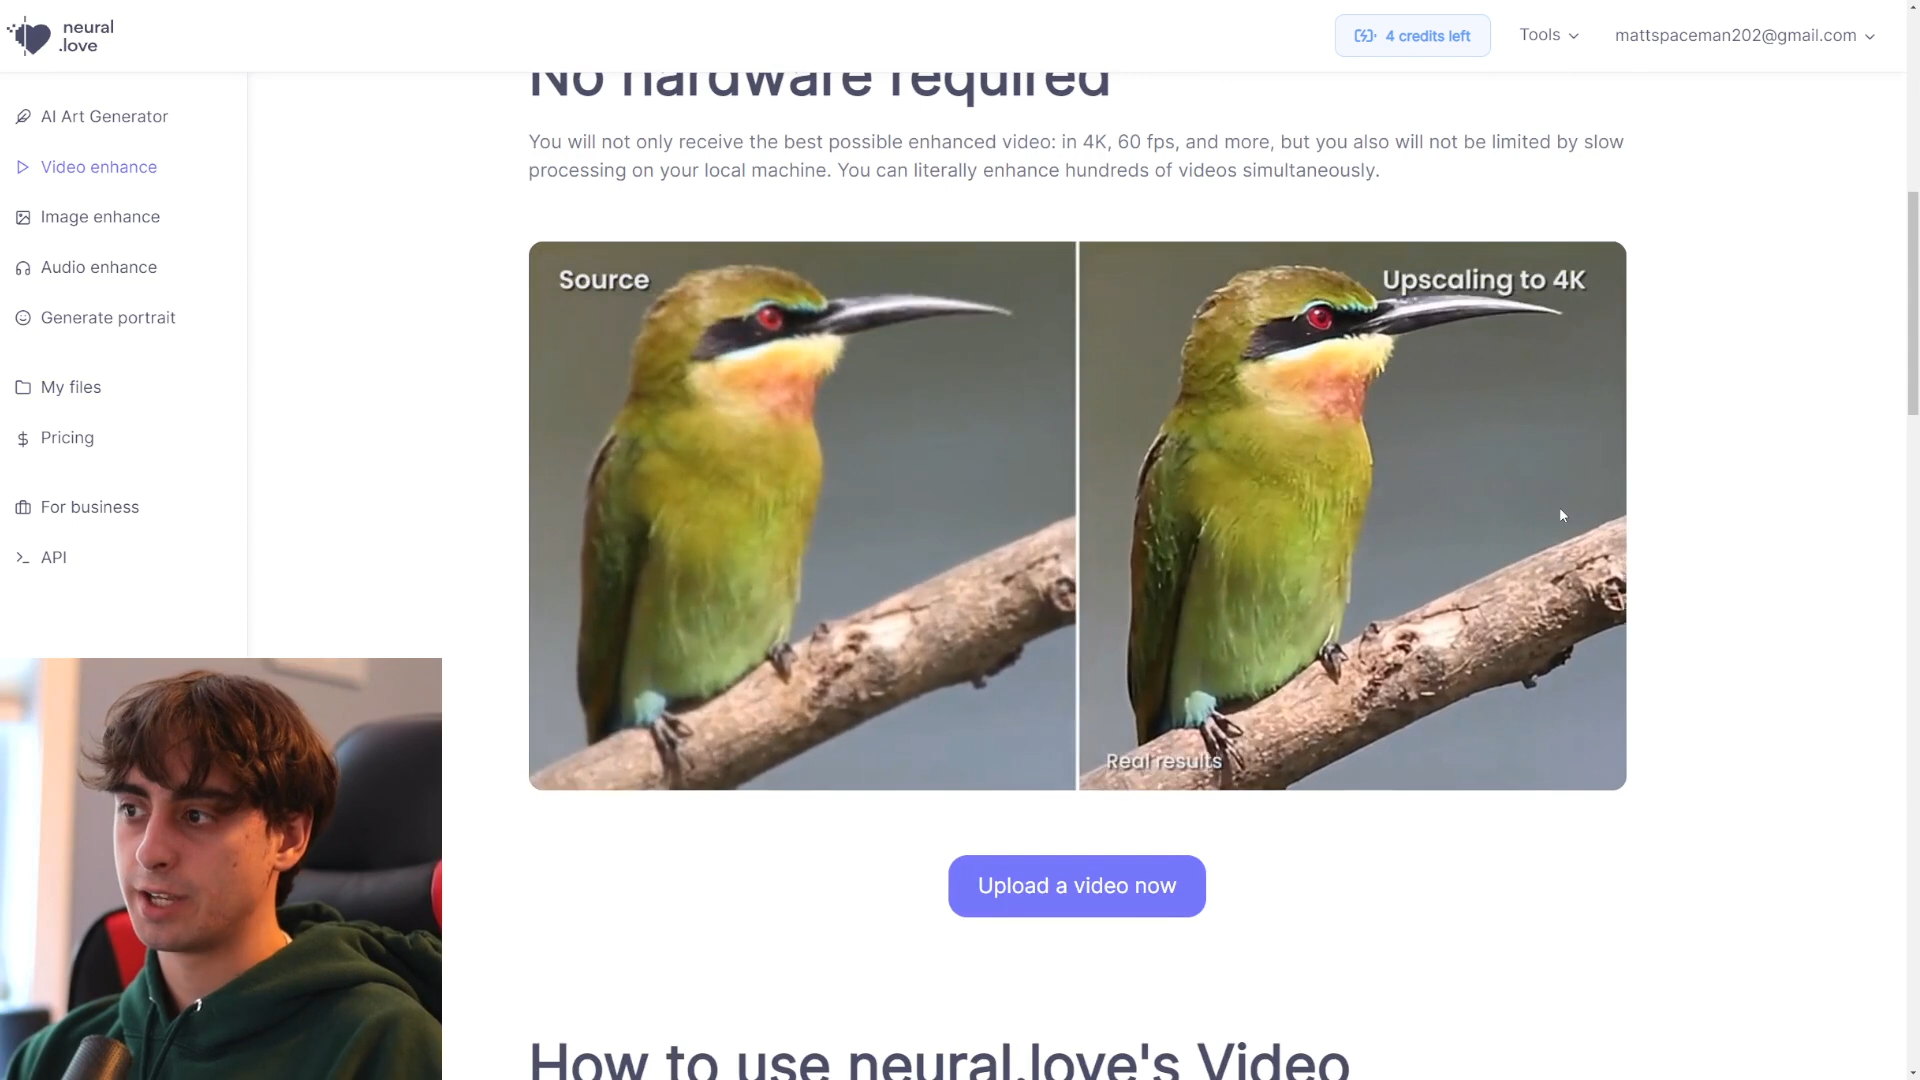 neural
.love
4 credits left
Tools
mattspaceman202@gmail.com
AI Art Generator
Video enhance
Image enhance
Audio enhance
Generate portrait
My files
Pricing
For business
API
No hardware required
You will not only receive the best possible enhanced video: in 4K, 60 fps, and more, but you also will not be limited by slow
processing on your local machine. You can literally enhance hundreds of videos simultaneously.
Source
Upscaling to 4K
Real results
Upload a video now
How to use neural.love's Video